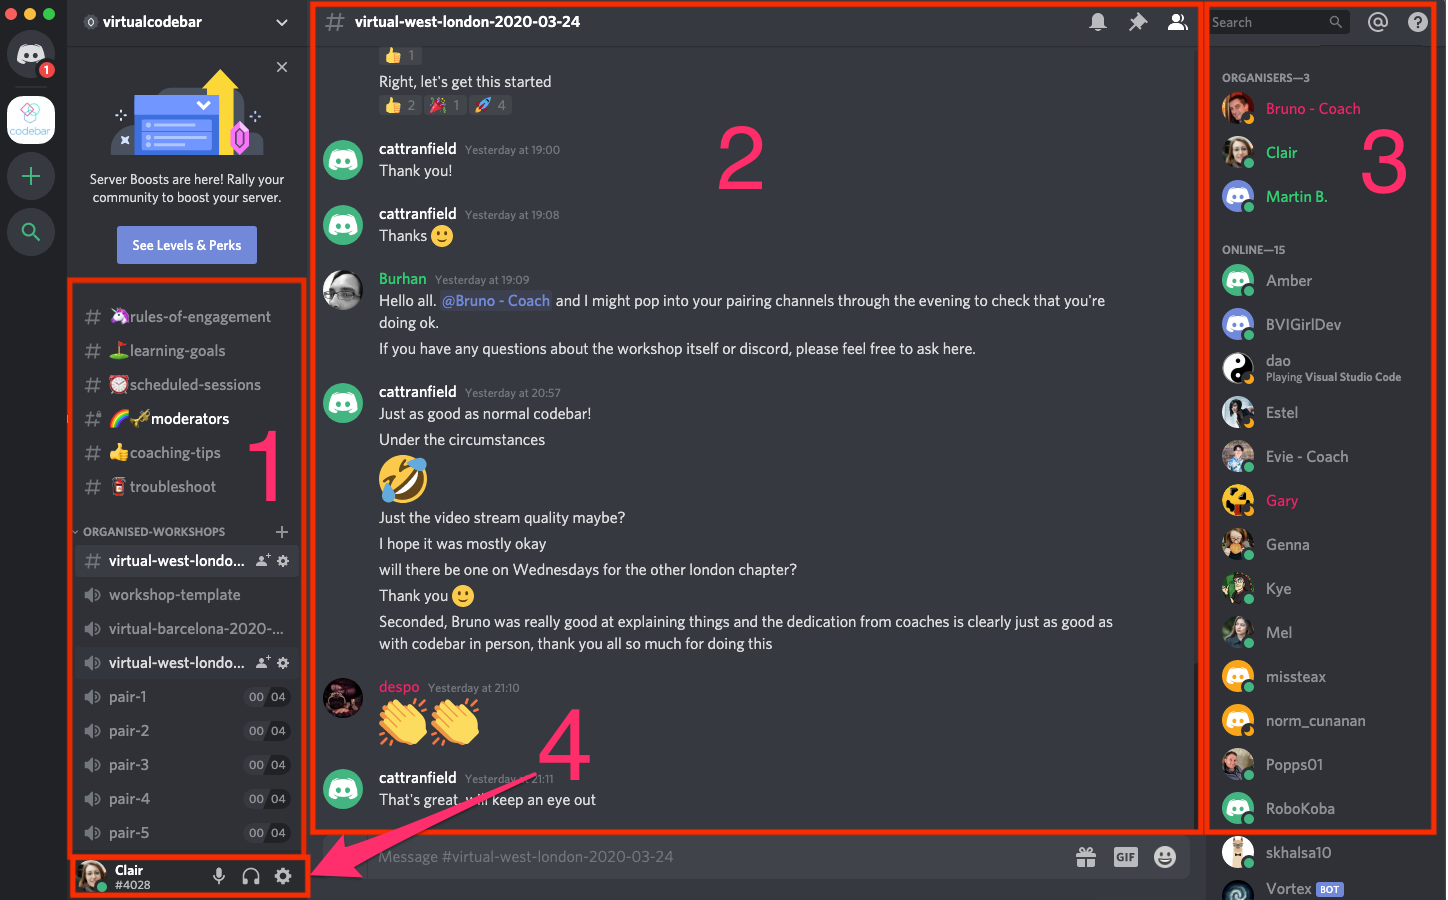 virtualcodebar
1
codebar
Server Boosts are here! Rally your
community to boost your server.
See Levels & Perks
rules-of-engagement
learning-goals
scheduled-sessions
moderators
coaching-tips
troubleshoot
1
ORGANISED-WORKSHOPS
virtual-west-londo...
workshop-template
virtual-barcelona-2020-...
virtual-west-londo...
pair-1 00 04
pair-2 00 04
pair-3 00 04
pair-4 00 04
pair-5 00 04
Clair
#4028
# virtual-west-london-2020-03-24
1
Right, let's get this started
2 1 4
2
cattranfield Yesterday at 19:00
Thank you!
cattranfield Yesterday at 19:08
Thanks
Burhan Yesterday at 19:09
Hello all. @Bruno - Coach and I might pop into your pairing channels through the evening to check that you're
doing ok.
If you have any questions about the workshop itself or discord, please feel free to ask here.
cattranfield Yesterday at 20:57
Just as good as normal codebar!
Under the circumstances
Just the video stream quality maybe?
I hope it was mostly okay
will there be one on Wednesdays for the other london chapter?
Thank you
Seconded, Bruno was really good at explaining things and the dedication from coaches is clearly just as good as
with codebar in person, thank you all so much for doing this
despo Yesterday at 21:10
4
cattranfield Yesterday at 21:11
That's great, will keep an eye out
Message #virtual-west-london-2020-03-24
GIF
Search
@ ?
ORGANISERS—3
Bruno - Coach
Clair
Martin B.
3
ONLINE—15
Amber
BVIGirlDev
dao
Playing Visual Studio Code
Estel
Evie - Coach
Gary
Genna
Kye
Mel
missteax
norm_cunanan
Popps01
RoboKoba
skhalsa10
Vortex BOT